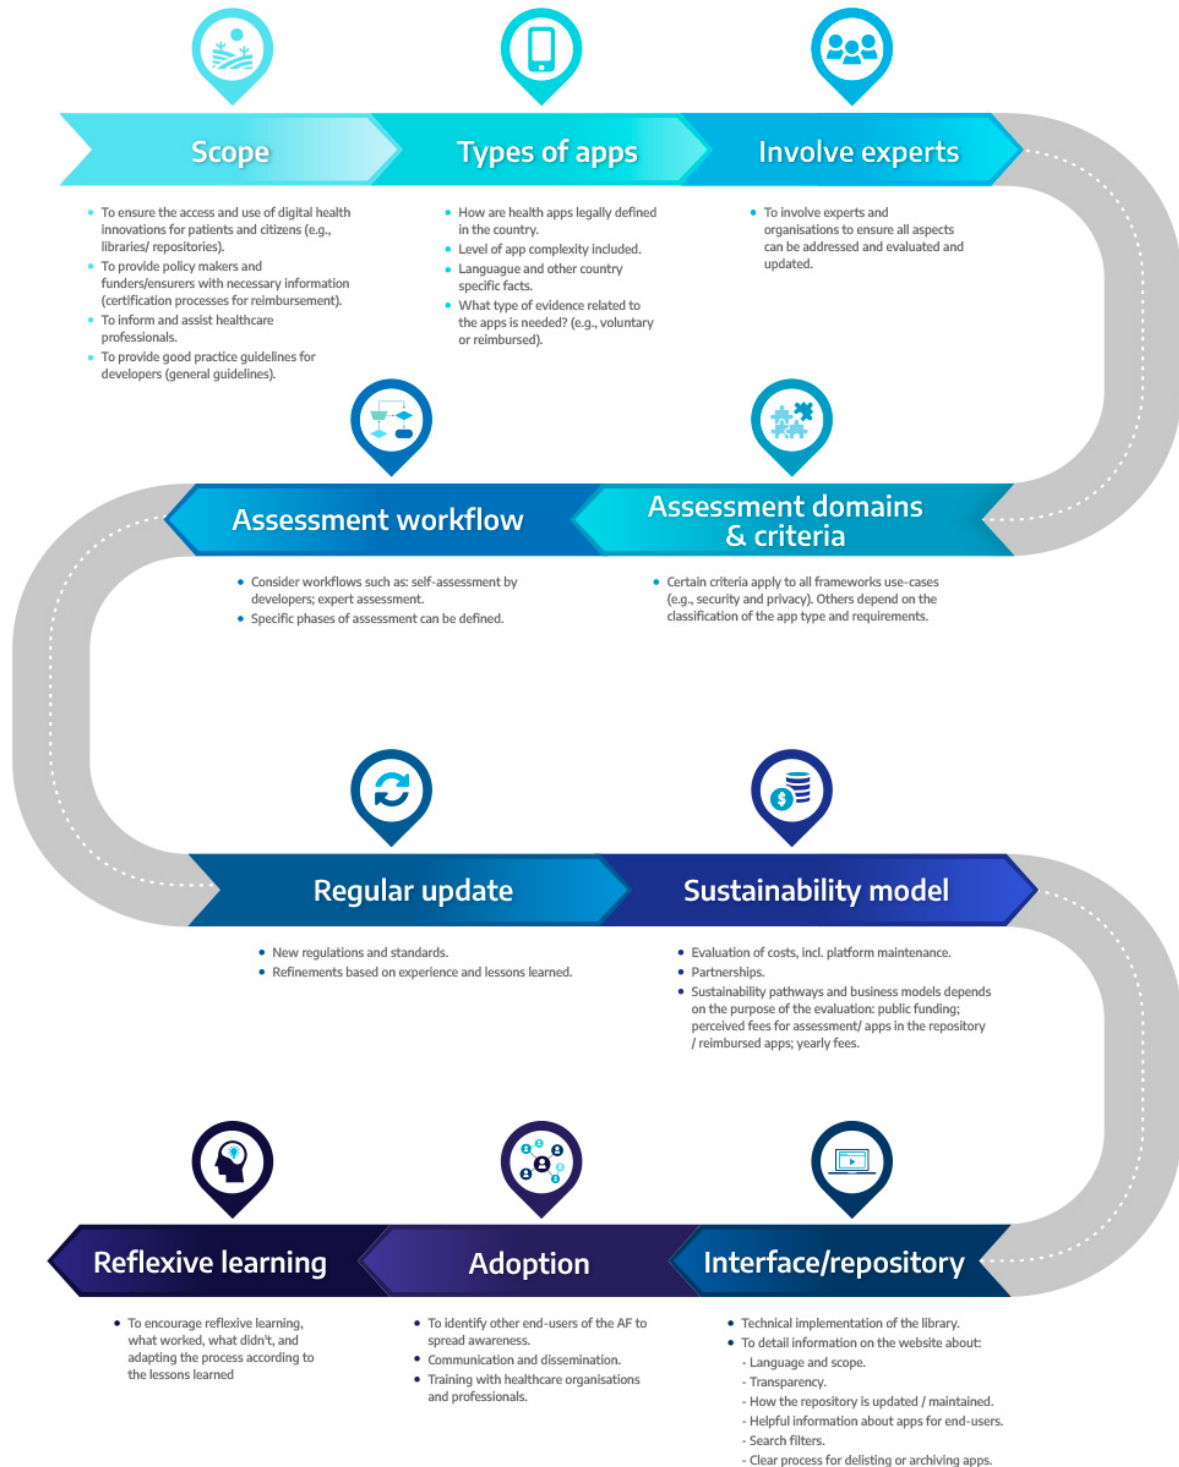 Scope
Types of apps
Involve experts
• To ensure the access and use of digital health
innovations for patients and citizens (e.g.,
libraries/ repositories).
• To provide policy makers and
funders/ensurers with necessary information
(certification processes for reimbursement).
• To inform and assist healthcare
professionals.
• To provide good practice guidelines for
developers (general guidelines).
• How are health apps legally defined
in the country.
• Level of app complexity included.
• Languague and other country
specific facts.
• What type of evidence related to
the apps is needed? (e.g., voluntary
or reimbursed).
• To involve experts and
organisations to ensure all aspects
can be addressed and evaluated and
updated.
Assessment domains
& criteria
• Certain criteria apply to all frameworks use-cases
(e.g., security and privacy). Others depend on the
classification of the app type and requirements.
Assessment workflow
• Consider workflows such as: self-assessment by
developers; expert assessment.
• Specific phases of assessment can be defined.
Regular update
• New regulations and standards.
• Refinements based on experience and lessons learned.
Sustainability model
• Evaluation of costs, incl. platform maintenance.
• Partnerships.
• Sustainability pathways and business models depends
on the purpose of the evaluation: public funding;
perceived fees for assessment/ apps in the repository
/ reimbursed apps; yearly fees.
Interface/repository
• Technical implementation of the library.
• To detail information on the website about:
- Language and scope.
- Transparency.
- How the repository is updated / maintained.
- Helpful information about apps for end-users.
- Search filters.
- Clear process for delisting or archiving apps.
Adoption
• To identify other end-users of the AF to
spread awareness.
• Communication and dissemination.
• Training with healthcare organisations
and professionals.
Reflexive learning
• To encourage reflexive learning,
what worked, what didn't, and
adapting the process according to
the lessons learned